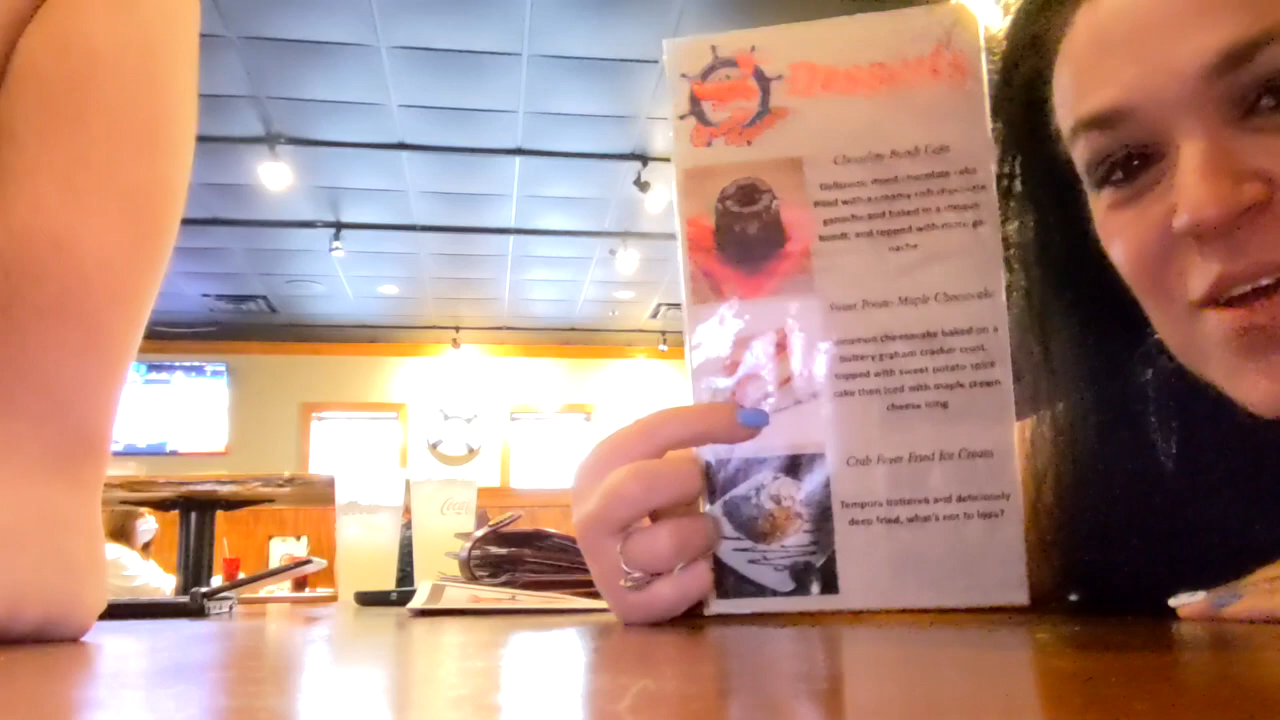 Chocolate Bundt Cake
Deliciously moist chocolate cake
filled with a creamy rich chocolate
ganache and baked in a unique
bundt, and topped with more ga-
nache
Sweet Potato Maple Cheesecake
cinnamon cheesecake baked on a
buttery graham cracker crust,
topped with sweet potato spice
cake then iced with maple cream
cheese icing
Crab Fever Fried Ice Cream
Tempura battered and deliciously
deep fried, what's not to love?
Coca